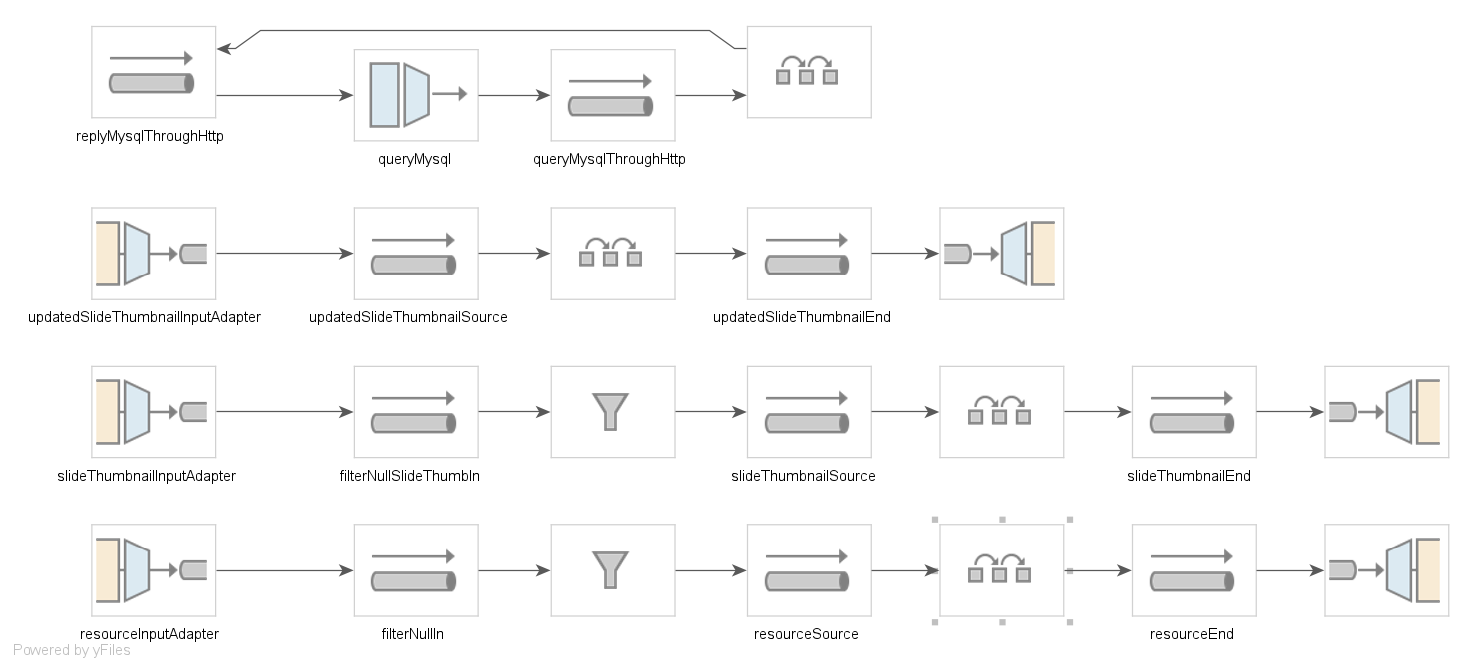 replyMysqlThroughHttp
queryMysql
queryMysqlThroughHttp
updatedSlideThumbnailInputAdapter
updatedSlideThumbnailSource
updatedSlideThumbnailEnd
slideThumbnailInputAdapter
filterNullSlideThumbIn
slideThumbnailSource
slideThumbnailEnd
resourceInputAdapter
filterNullIn
resourceSource
resourceEnd
Powered by yFiles